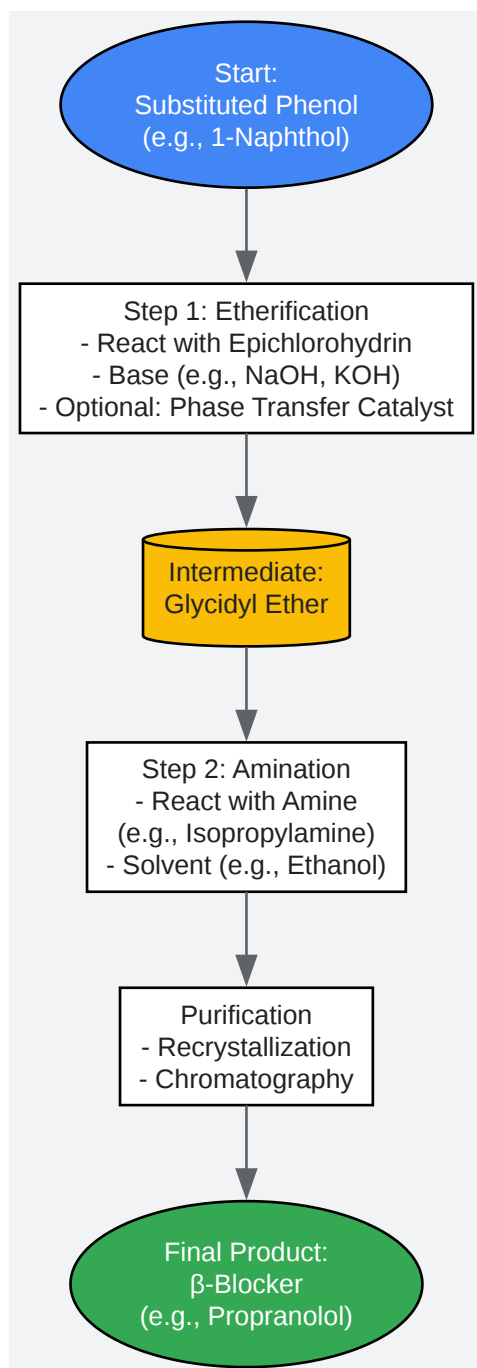 Start:
Substituted Phenol
(e.g., 1-Naphthol)
Step 1: Etherification
- React with Epichlorohydrin
- Base (e.g., NaOH, KOH)
- Optional: Phase Transfer Catalyst
Intermediate:
Glycidyl Ether
Step 2: Amination
- React with Amine
(e.g., Isopropylamine)
- Solvent (e.g., Ethanol)
Purification
- Recrystallization
- Chromatography
Final Product:
β-Blocker
(e.g., Propranolol)